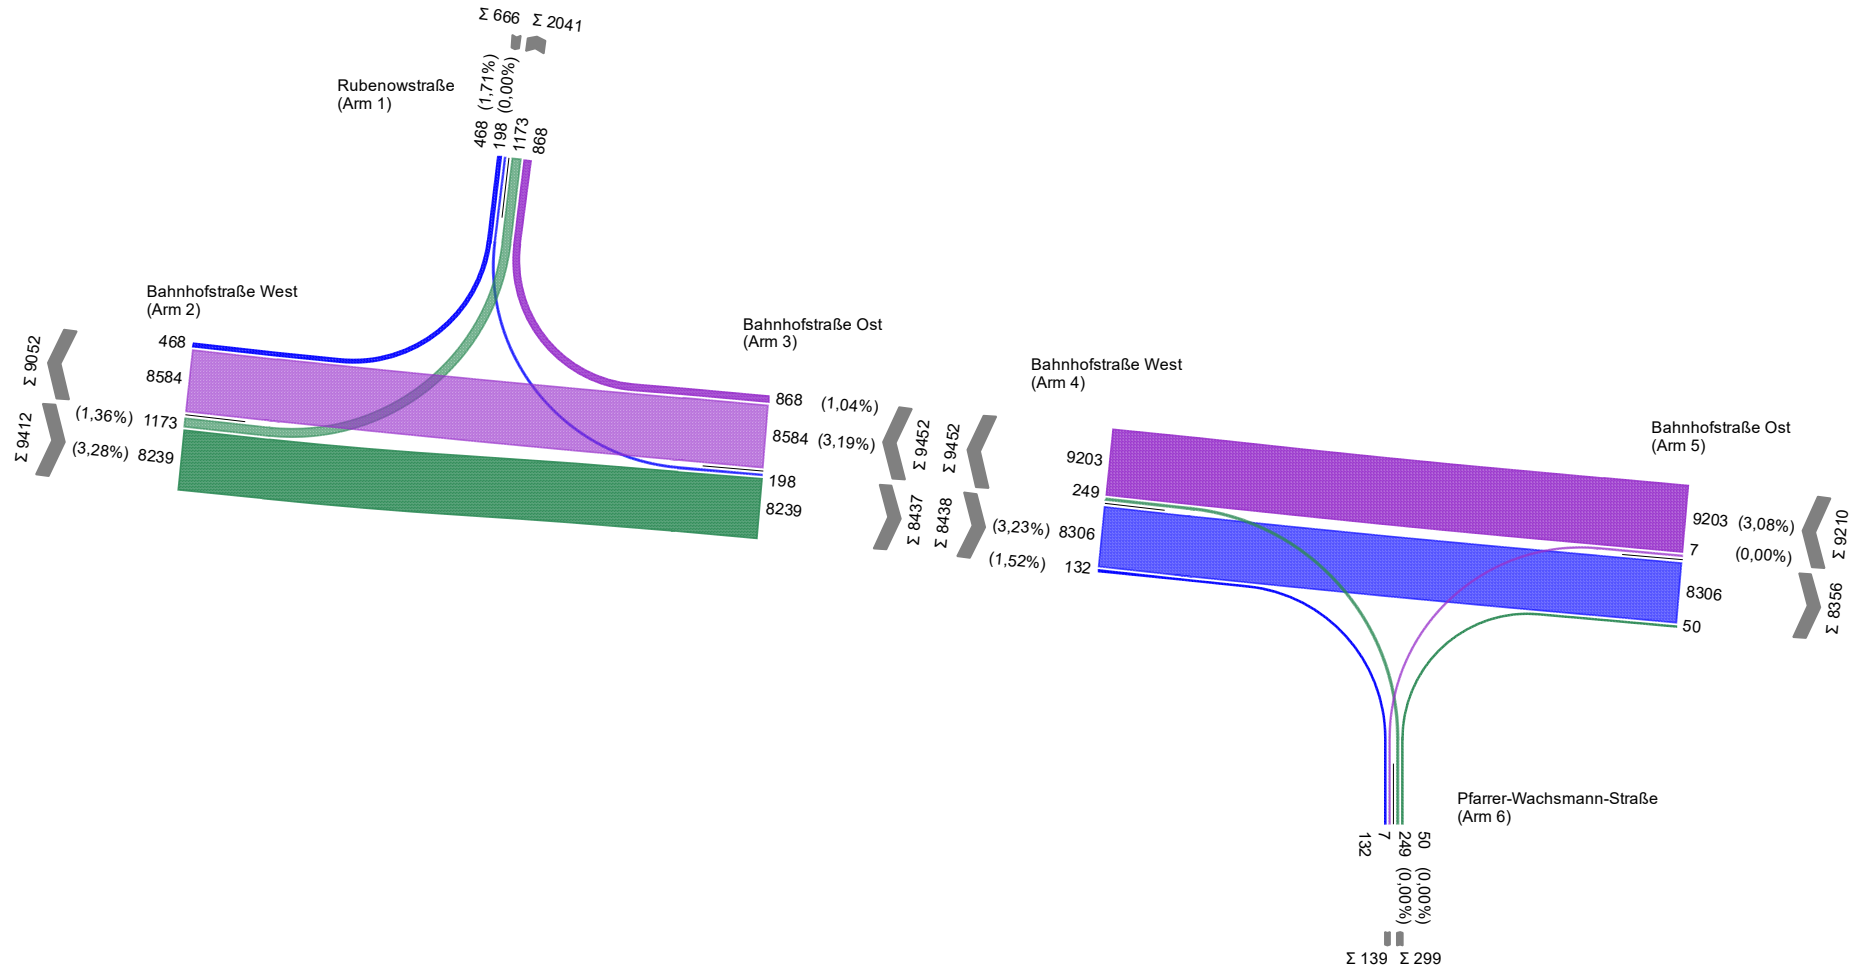 Σ 666 Σ 2041
Rubenowstraße
(Arm 1)
468 (1,71%)
198 (0,00%)
1173
868
Bahnhofstraße West
(Arm 2)
Σ 9052
Σ 9412
468
8584
(1,36%) 1173
(3,28%) 8239
Bahnhofstraße Ost
(Arm 3)
868 (1,04%)
8584 (3,19%)
198
8239
Σ 9452
Σ 8437
Bahnhofstraße West
(Arm 4)
Σ 9452
Σ 8438
9203
249
(3,23%) 8306
(1,52%) 132
Bahnhofstraße Ost
(Arm 5)
9203 (3,08%)
7 (0,00%)
8306
50
Σ 9210
Σ 8356
Pfarrer-Wachsmann-Straße
(Arm 6)
132
7
249 (0,00%)
50 (0,00%)
Σ 139 Σ 299